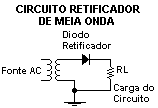 CIRCUITO RETIFICADOR
DE MEIA ONDA
Diodo
Retificador
Fonte AC
RL
Carga do
Circuito